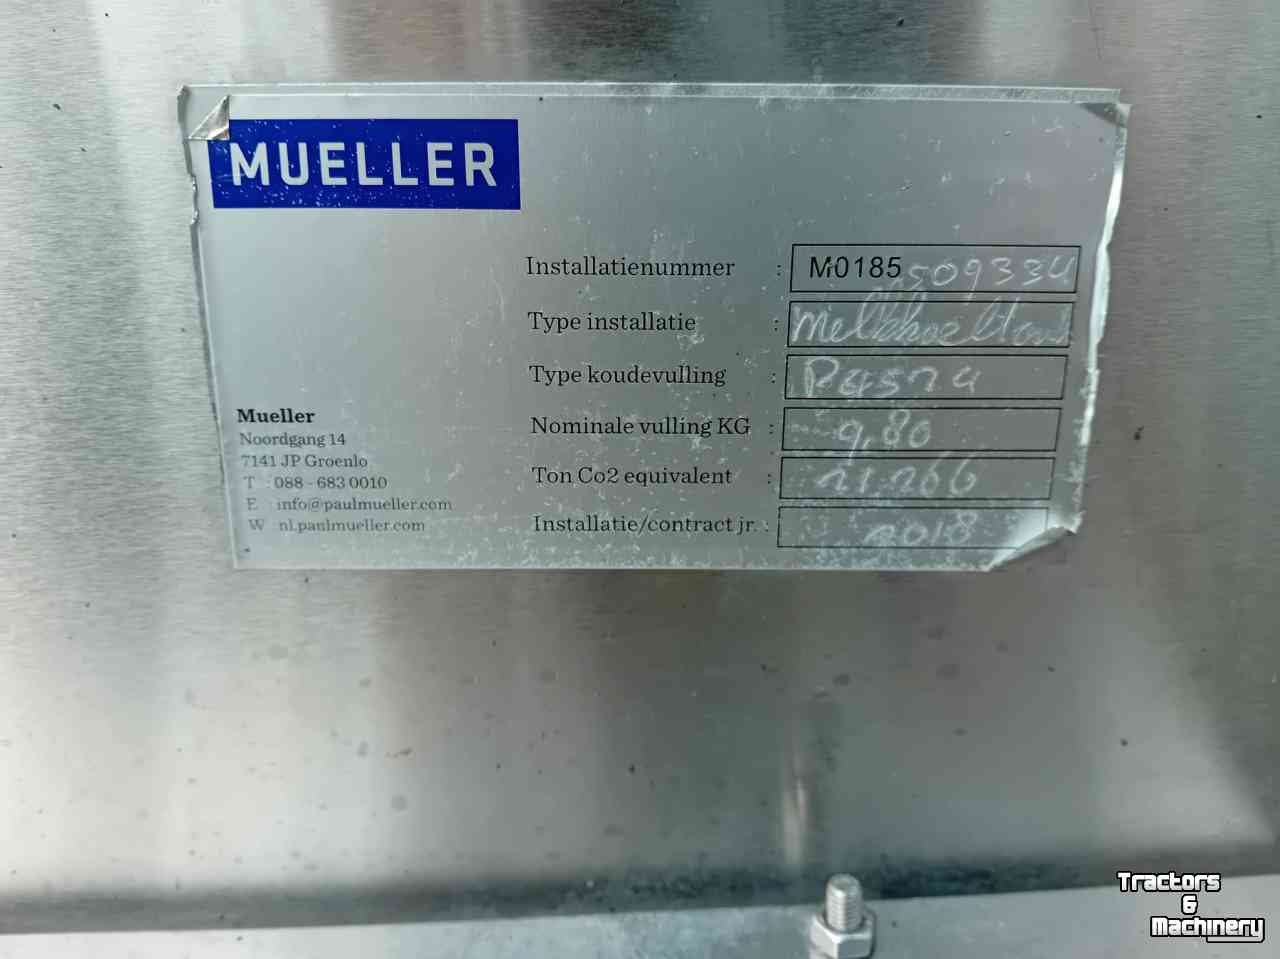 MUELLER
Installatienummer : M0185 509334
Type installatie : Melkkoeltank
Type koudevulling : R
Nominale vulling KG : 9,80
Ton Co2 equivalent : 21.266
Installatie/contract jr. : 2018
Mueller
Noordgang 14
7141 JP Groenlo
T : 088 - 683 0010
E : info@paulmueller.com
W : nl.paulmueller.com
Tractors
&
Machinery